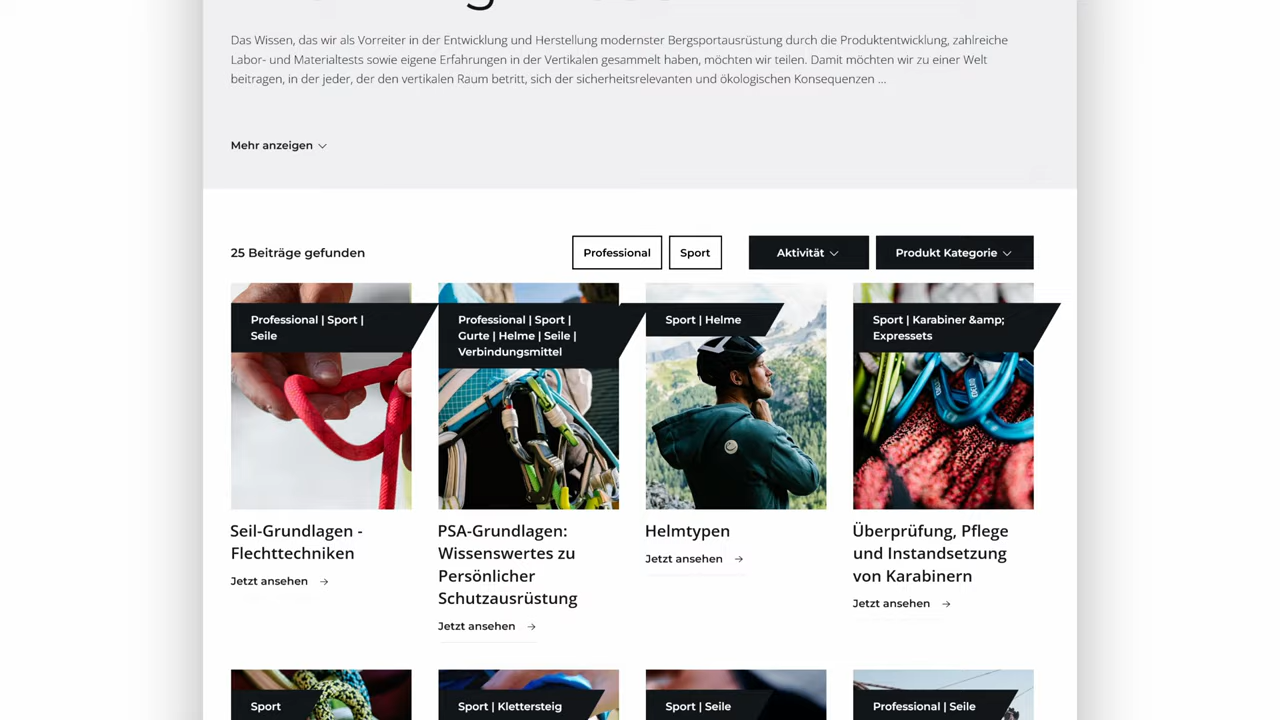 Das Wissen, das wir als Vorreiter in der Entwicklung und Herstellung modernster Bergsportausrüstung durch die Produktentwicklung, zahlreiche
Labor- und Materialtests sowie eigene Erfahrungen in der Vertikalen gesammelt haben, möchten wir teilen. Damit möchten wir zu einer Welt
beitragen, in der jeder, der den vertikalen Raum betritt, sich der sicherheitsrelevanten und ökologischen Konsequenzen ...
Mehr anzeigen
25 Beiträge gefunden
Professional
Sport
Aktivität
Produkt Kategorie
Professional | Sport |
Seile
Professional | Sport |
Gurte | Helme | Seile |
Verbindungsmittel
Sport | Helme
Sport | Karabiner &amp;
Expressets
Seil-Grundlagen -
Flechttechniken
Jetzt ansehen
PSA-Grundlagen:
Wissenswertes zu
Persönlicher
Schutzausrüstung
Jetzt ansehen
Helmtypen
Jetzt ansehen
Überprüfung, Pflege
und Instandsetzung
von Karabinern
Jetzt ansehen
Sport
Sport | Klettersteig
Sport | Seile
Professional | Seile